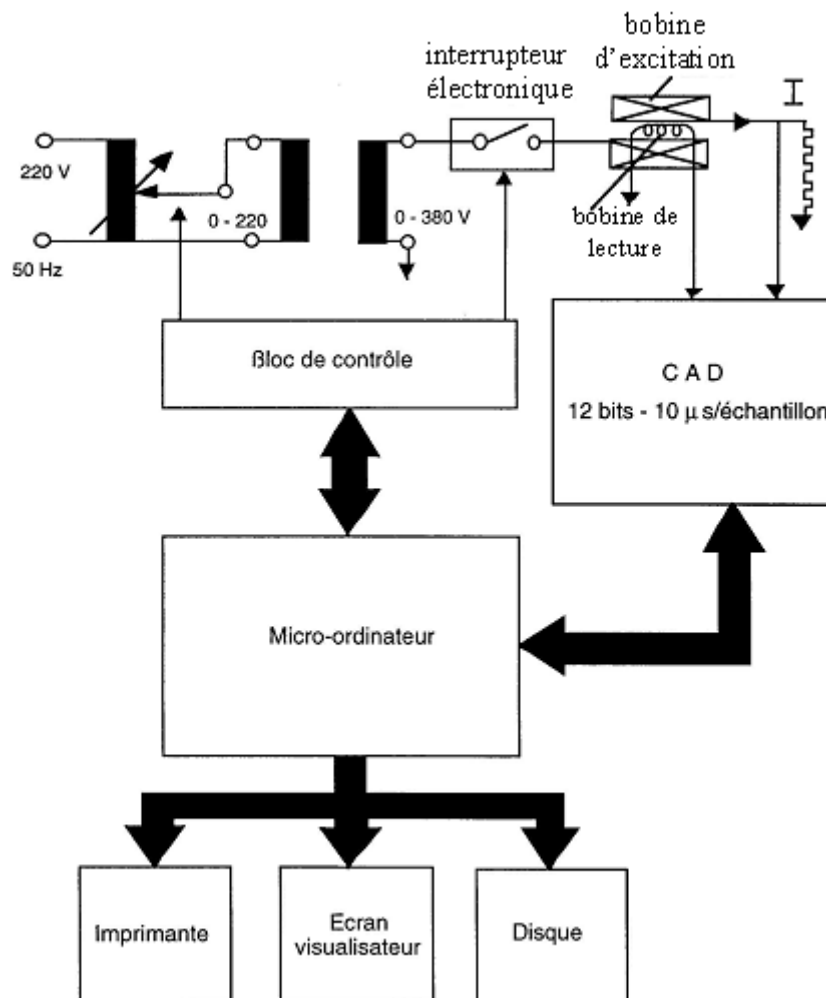 bobine
d'excitation
interrupteur
électronique
I
220 V
0 - 220
0 - 380 V
bobine de
lecture
50 Hz
Bloc de contrôle
C A D
12 bits - 10 µ s/échantillon
Micro-ordinateur
Imprimante
Ecran
visualisateur
Disque